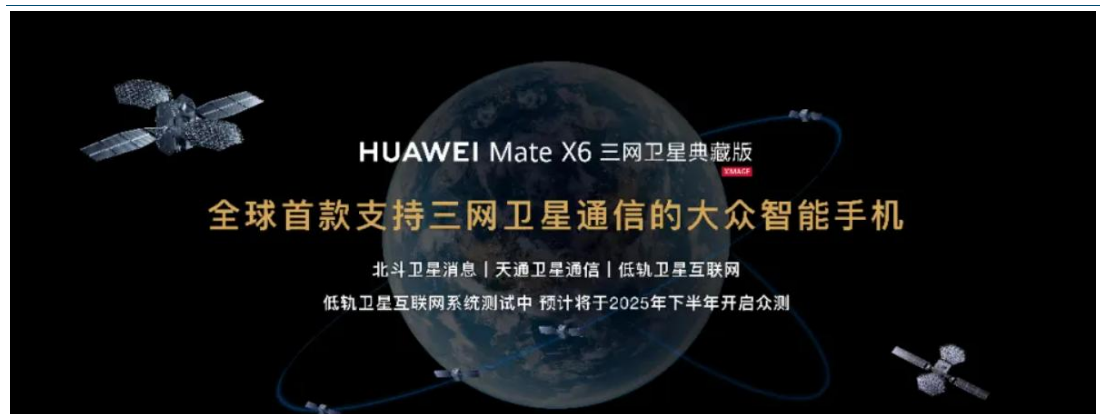 HUAWEI Mate X6 三网卫星典藏版
XMAGE
全球首款支持三网卫星通信的大众智能手机
北斗卫星消息 | 天通卫星通信 | 低轨卫星互联网
低轨卫星互联网系统测试中 预计将于2025年下半年开启众测